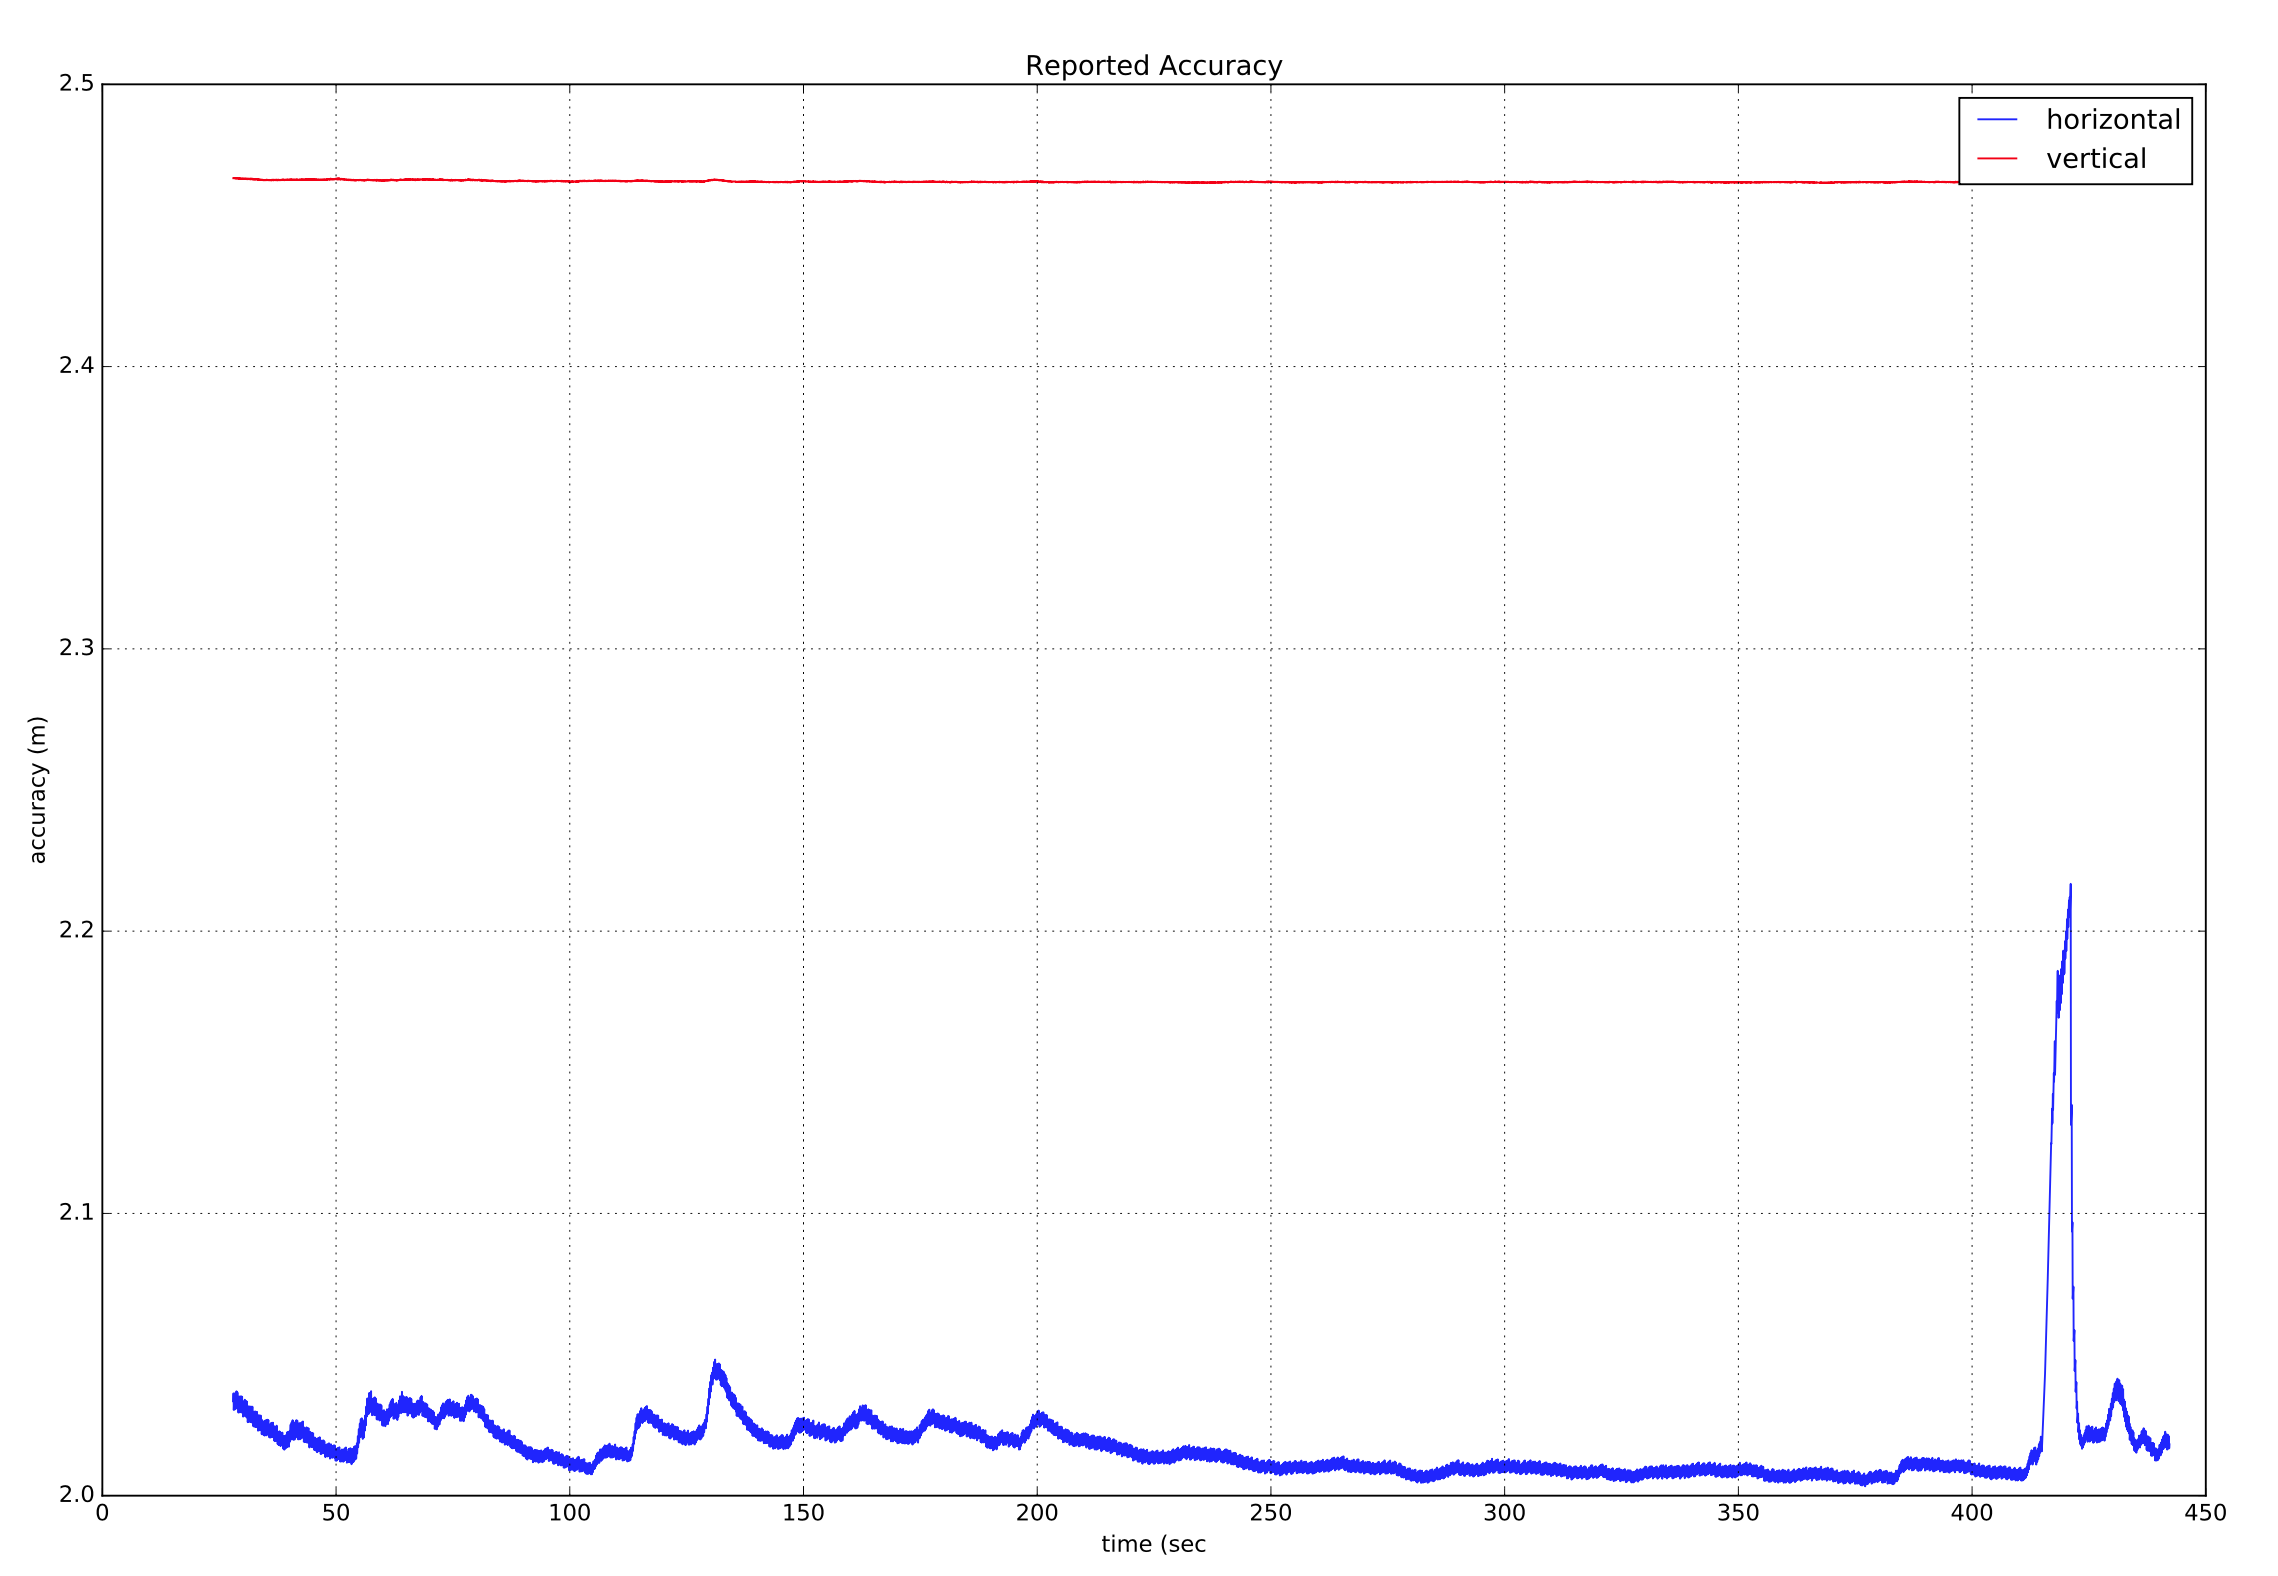 Reported Accuracy
2.5
horizontal
vertical
2.4
2.3
accuracy (m)
2.2
2.1
2.0
0 50 100 150 200 250 300 350 400 450
time (sec